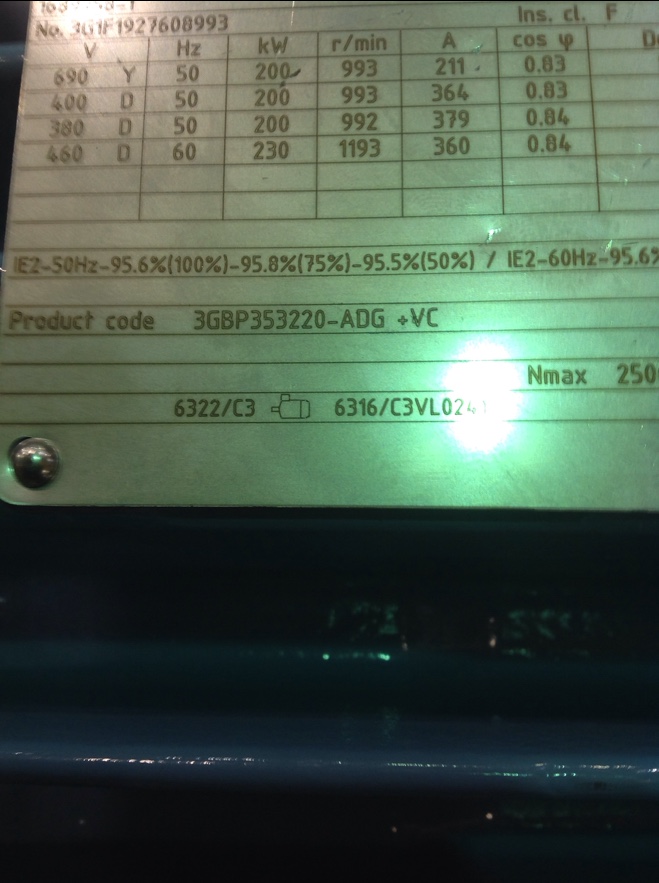 No. 3G1F1927608993 Ins. cl. F
V Hz kW r/min A cos φ
690 Y 50 200 993 211 0.83
400 D 50 200 993 364 0.83
380 D 50 200 992 379 0.84
460 D 60 230 1193 360 0.84
IE2-50Hz-95.6%(100%)-95.8%(75%)-95.5%(50%) / IE2-60Hz-95.6%
Product code 3GBP353220-ADG +VC
Nmax
6322/C3 6316/C3